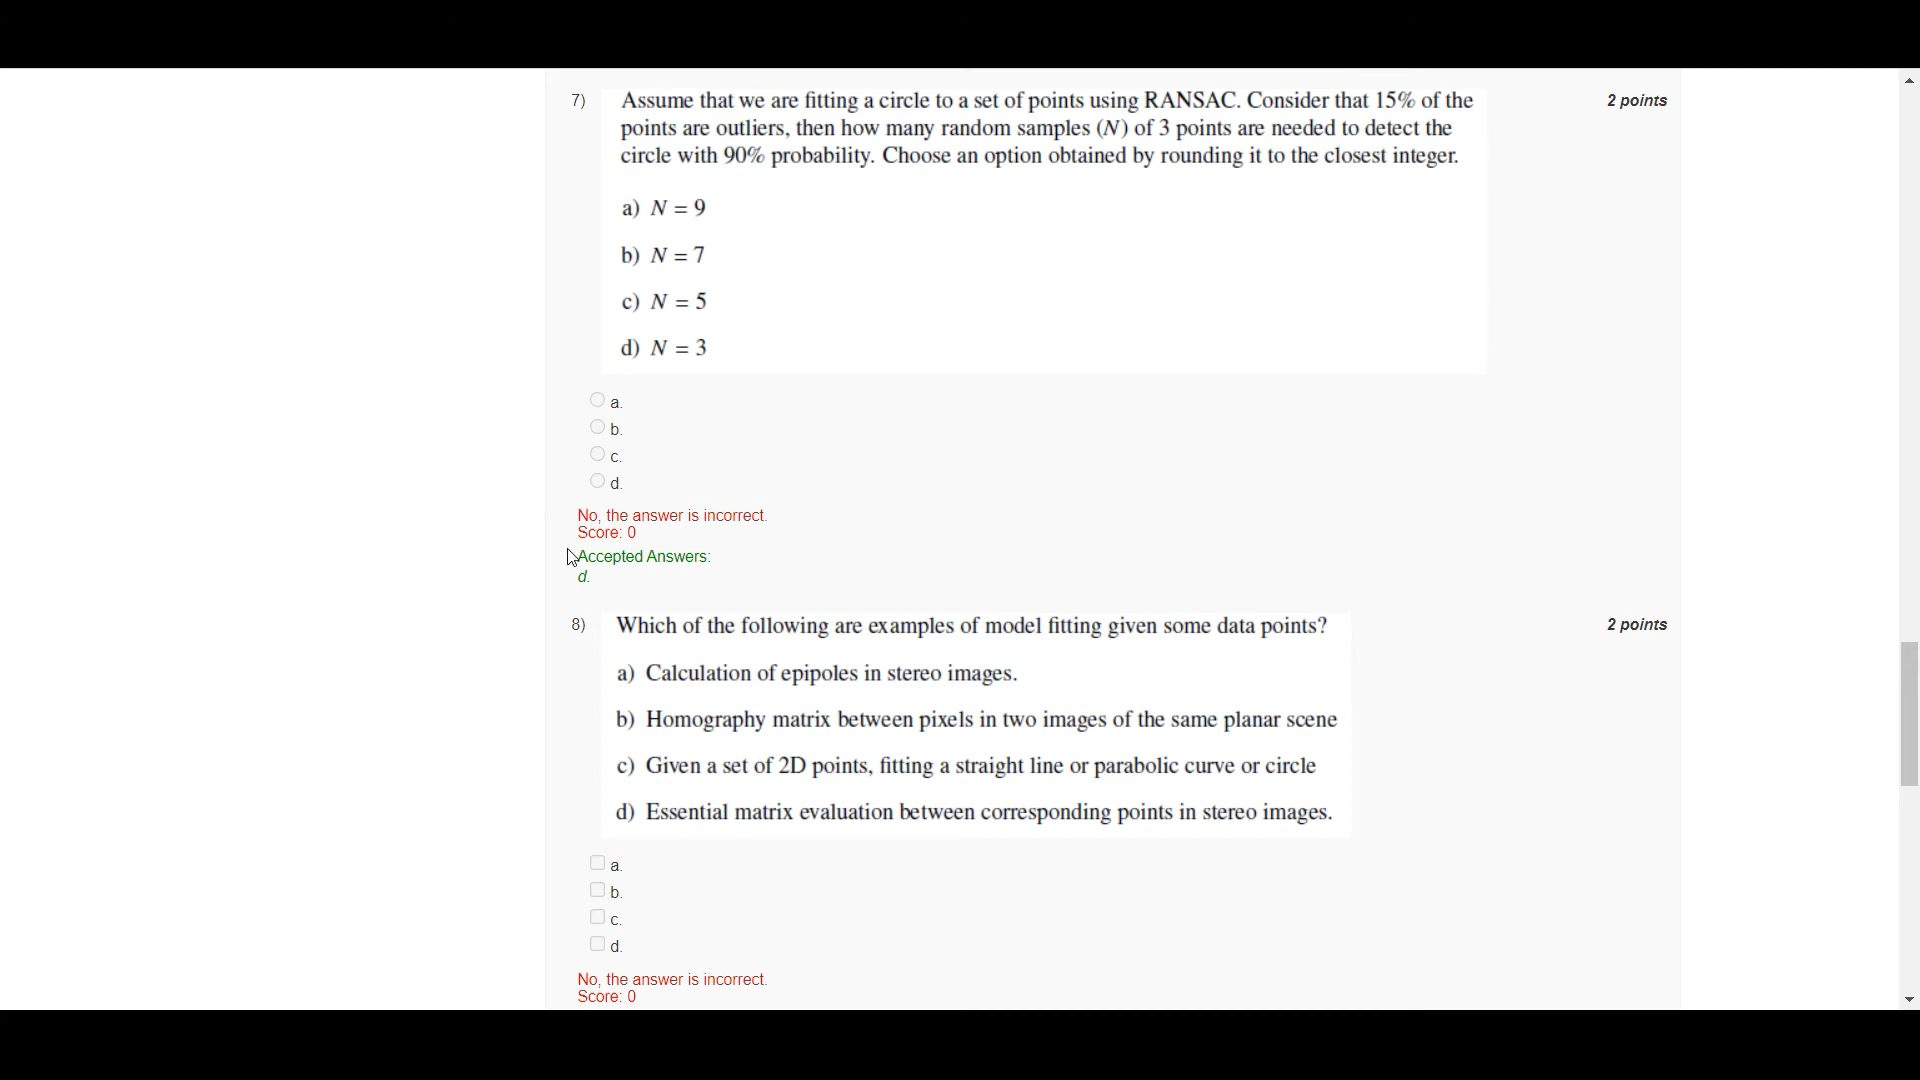 7) Assume that we are fitting a circle to a set of points using RANSAC. Consider that 15% of the 2 points
points are outliers, then how many random samples (N) of 3 points are needed to detect the
circle with 90% probability. Choose an option obtained by rounding it to the closest integer.
a) N = 9
b) N = 7
c) N = 5
d) N = 3
a.
b.
c.
d.
No, the answer is incorrect.
Score: 0
Accepted Answers:
d.
8) Which of the following are examples of model fitting given some data points? 2 points
a) Calculation of epipoles in stereo images.
b) Homography matrix between pixels in two images of the same planar scene
c) Given a set of 2D points, fitting a straight line or parabolic curve or circle
d) Essential matrix evaluation between corresponding points in stereo images.
a.
b.
c.
d.
No, the answer is incorrect.
Score: 0